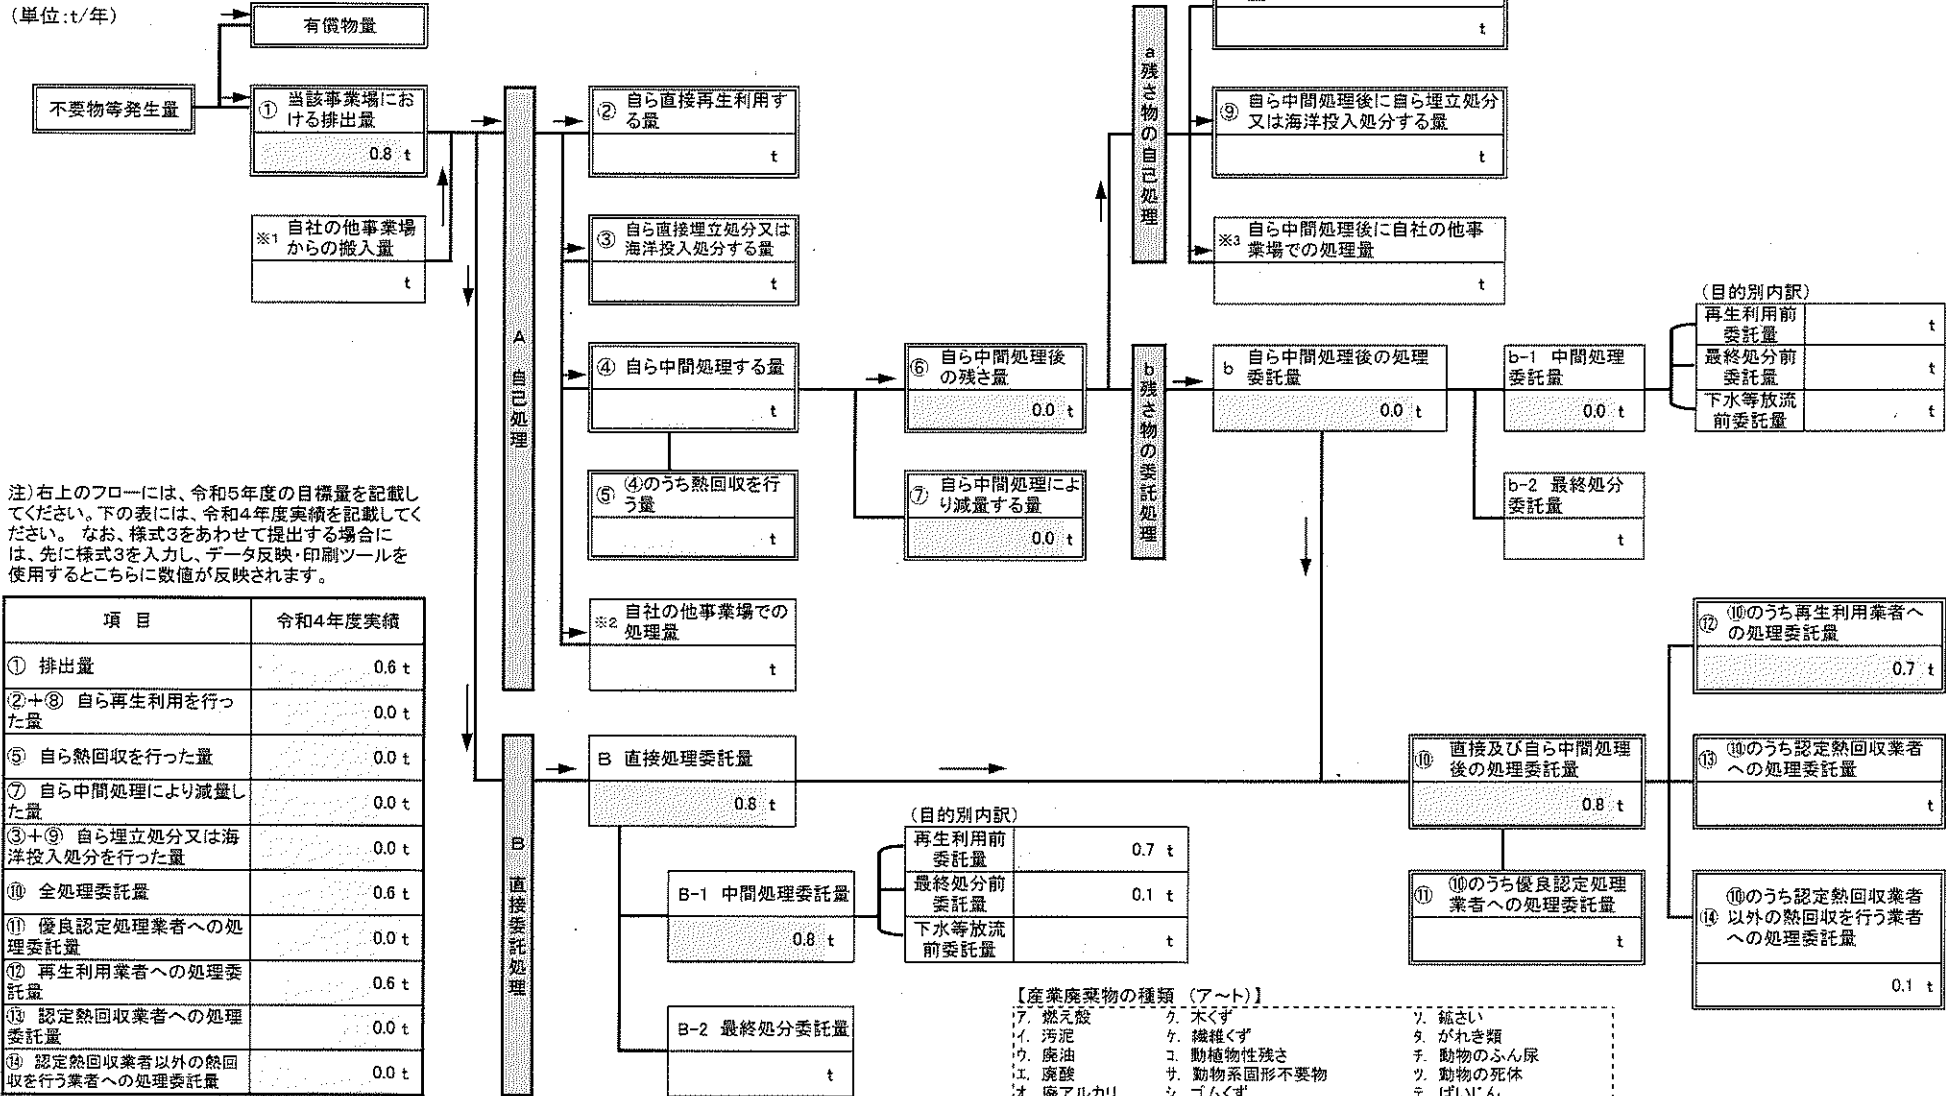 (単位:t/年)
有償物量
不要物等発生量
① 当該事業場にお
ける排出量
0.8 t
※1 自社の他事業場
からの搬入量
t
A 自己処理
② 自ら直接再生利用す
る量
t
③ 自ら直接埋立処分又は
海洋投入処分する量
t
④ 自ら中間処理する量
t
⑤ ④のうち熱回収を行
う量
t
※2 自社の他事業場での
処理量
t
⑥ 自ら中間処理後
の残さ量
0.0 t
⑦ 自ら中間処理によ
り減量する量
0.0 t
a 残さ物の自己処理
t
⑨ 自ら中間処理後に自ら埋立処分
又は海洋投入処分する量
t
※3 自ら中間処理後に自社の他事
業場での処理量
t
b 残さ物の委託処理
b 自ら中間処理後の処理
委託量
0.0 t
b-1 中間処理
委託量
0.0 t
(目的別内訳)
再生利用前
委託量
t
最終処分前
委託量
t
下水等放流
前委託量
t
b-2 最終処分
委託量
t
注)右上のフローには、令和5年度の目標量を記載し
てください。下の表には、令和4年度実績を記載してく
ださい。 なお、様式3をあわせて提出する場合に
は、先に様式3を入力し、データ反映・印刷ツールを
使用するとこちらに数値が反映されます。
項 目 令和4年度実績
① 排出量 0.6 t
②+⑧ 自ら再生利用を行っ
た量 0.0 t
⑤ 自ら熱回収を行った量 0.0 t
⑦ 自ら中間処理により減量し
た量 0.0 t
③+⑨ 自ら埋立処分又は海
洋投入処分を行った量 0.0 t
⑩ 全処理委託量 0.6 t
⑪ 優良認定処理業者への処
理委託量 0.0 t
⑫ 再生利用業者への処理委
託量 0.6 t
⑬ 認定熱回収業者への処理
委託量 0.0 t
⑭ 認定熱回収業者以外の熱回
収を行う業者への処理委託量 0.0 t
B 直接委託処理
B 直接処理委託量
0.8 t
B-1 中間処理委託量
0.8 t
(目的別内訳)
再生利用前
委託量
0.7 t
最終処分前
委託量
0.1 t
下水等放流
前委託量
t
B-2 最終処分委託量
t
⑩ 直接及び自ら中間処理
後の処理委託量
0.8 t
⑪ ⑩のうち優良認定処理
業者への処理委託量
t
⑫ ⑩のうち再生利用業者へ
の処理委託量
0.7 t
⑬ ⑩のうち認定熱回収業者
への処理委託量
t
⑭ ⑩のうち認定熱回収業者
以外の熱回収を行う業者
への処理委託量
0.1 t
【産業廃棄物の種類 (ア~ト)】
ア. 燃え殻 ク. 木くず ソ. 鉱さい
イ. 汚泥 ケ. 繊維くず タ. がれき類
ウ. 廃油 コ. 動植物性残さ チ. 動物のふん尿
エ. 廃酸 サ. 動物系固形不要物 ツ. 動物の死体
オ. 廃アルカリ シ. ゴムくず テ. ばいじん